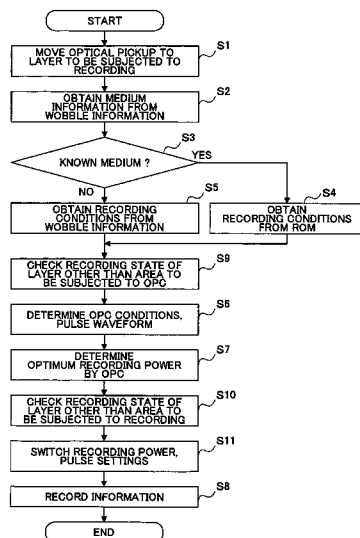 START
S1
MOVE OPTICAL PICKUP TO
LAYER TO BE SUBJECTED TO
RECORDING
S2
OBTAIN MEDIUM
INFORMATION FROM
WOBBLE INFORMATION
S3
KNOWN MEDIUM ?
YES
NO
S5
OBTAIN RECORDING
CONDITIONS FROM
WOBBLE INFORMATION
S4
OBTAIN
RECORDING CONDITIONS
FROM ROM
S9
CHECK RECORDING STATE OF
LAYER OTHER THAN AREA TO
BE SUBJECTED TO OPC
S6
DETERMINE OPC CONDITIONS,
PULSE WAVEFORM
S7
DETERMINE
OPTIMUM RECORDING POWER
BY OPC
S10
CHECK RECORDING STATE OF
LAYER OTHER THAN AREA TO
BE SUBJECTED TO RECORDING
S11
SWITCH RECORDING POWER,
PULSE SETTINGS
S8
RECORD INFORMATION
END